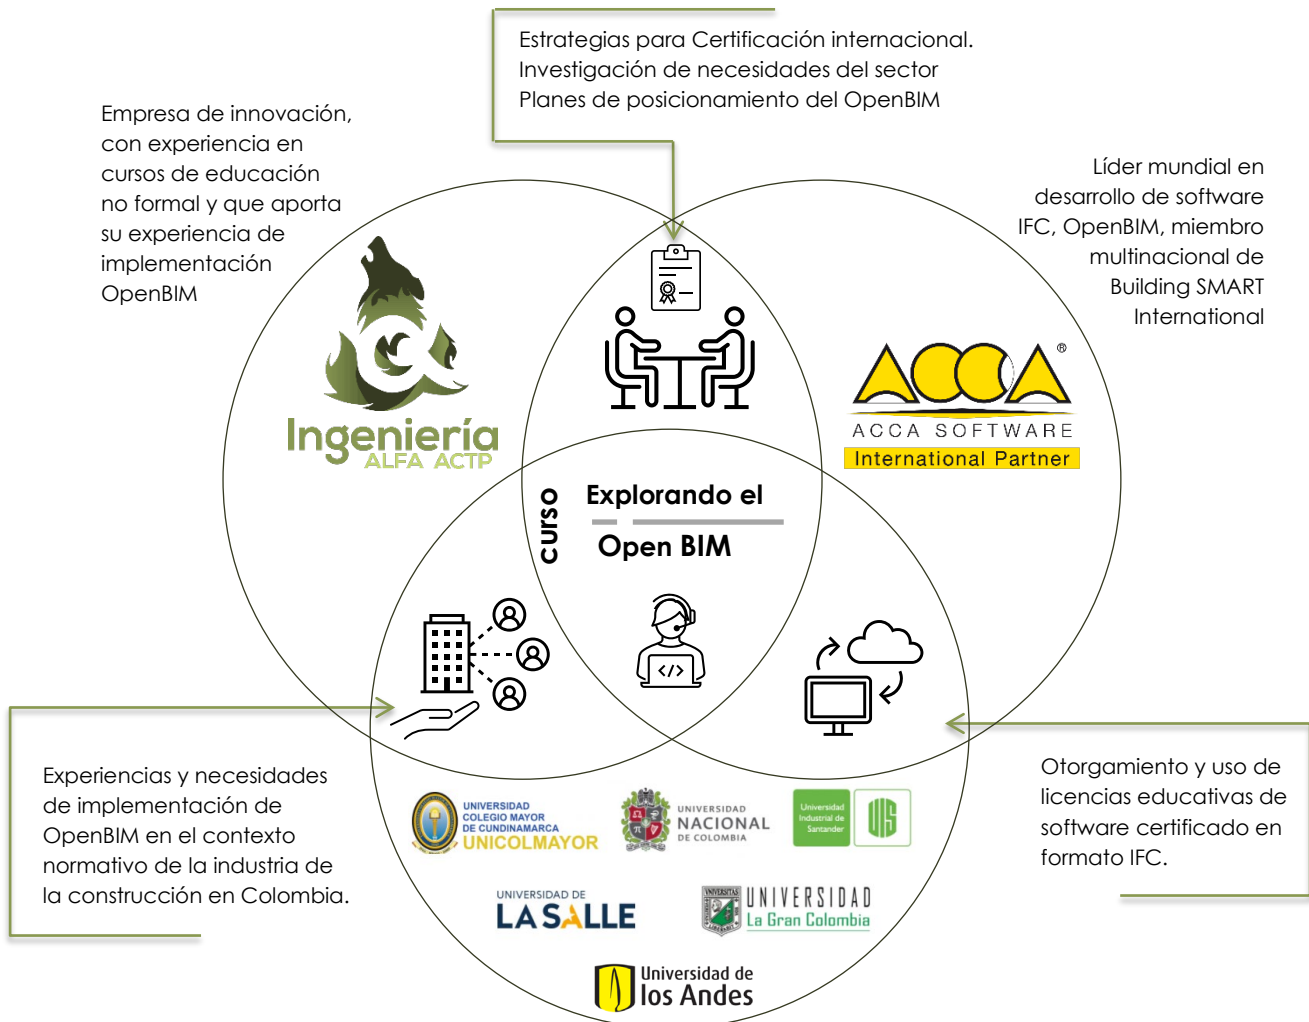 Estrategias para Certificación internacional.
Investigación de necesidades del sector
Planes de posicionamiento del OpenBIM
Empresa de innovación,
con experiencia en
cursos de educación
no formal y que aporta
su experiencia de
implementación
OpenBIM
Líder mundial en
desarrollo de software
IFC, OpenBIM, miembro
multinacional de
Building SMART
International
Ingeniería
ALFA ACTP
ACCA®
ACCA SOFTWARE
International Partner
curso
Explorando el
Open BIM
</>
Experiencias y necesidades
de implementación de
OpenBIM en el contexto
normativo de la industria de
la construcción en Colombia.
Otorgamiento y uso de
licencias educativas de
software certificado en
formato IFC.
UNIVERSIDAD
COLEGIO MAYOR
DE CUNDINAMARCA
UNICOLMAYOR
UNIVERSIDAD
NACIONAL
DE COLOMBIA
Universidad
Industrial de
Santander
UIS
UNIVERSIDAD DE
LA SALLE
UNIVERSIDAD
La Gran Colombia
Universidad de
los Andes